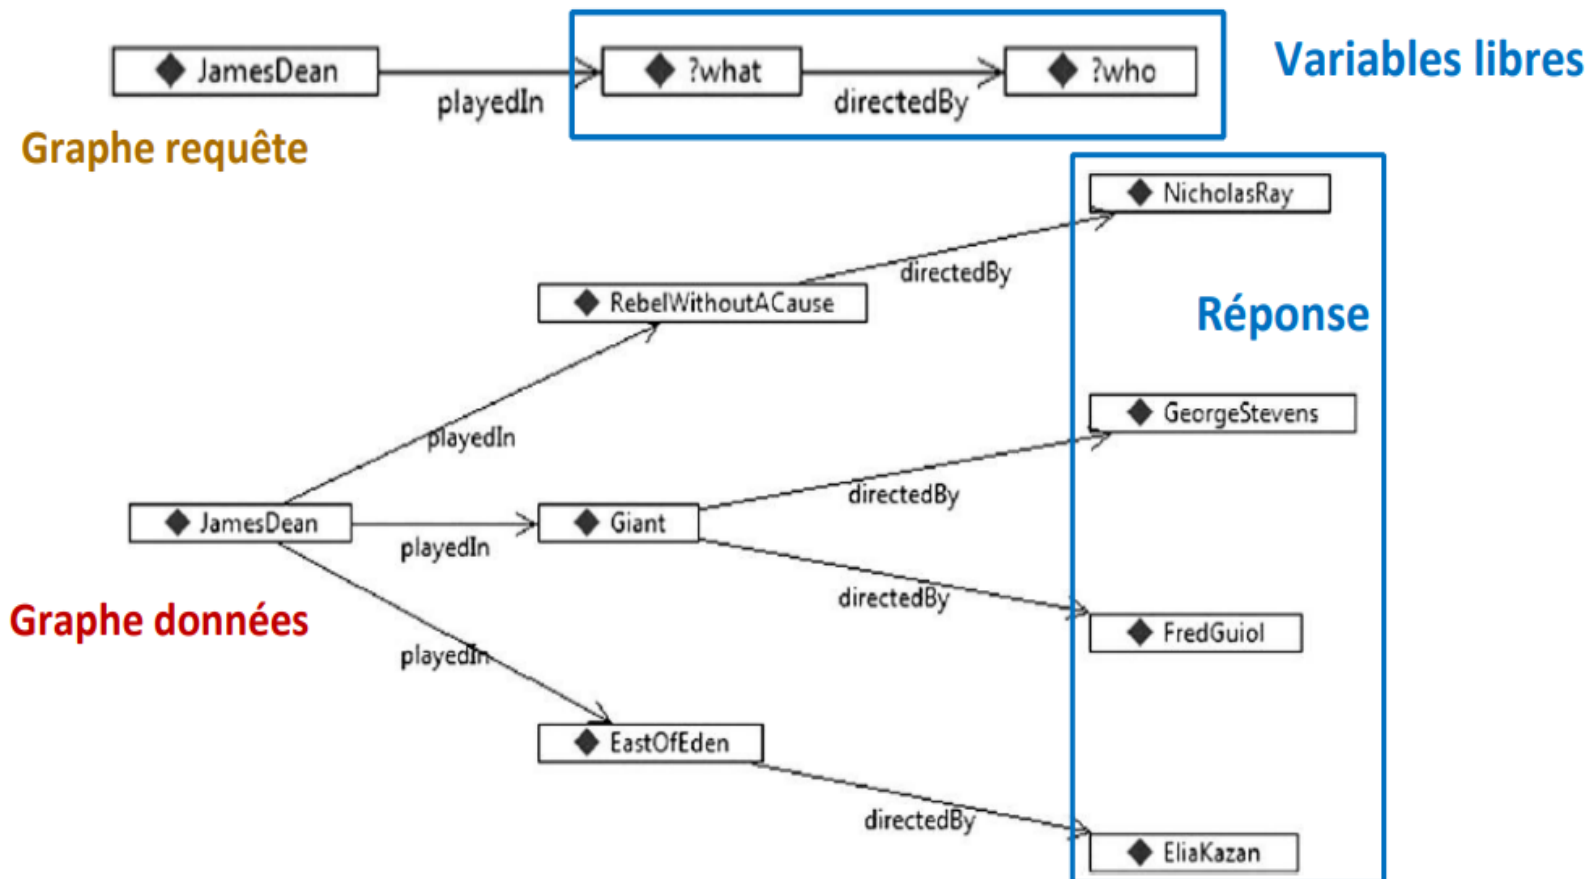 JamesDean
playedIn
?what
directedBy
?who
Variables libres
Graphe requête
NicholasRay
directedBy
RebelWithoutACause
Réponse
playedIn
GeorgeStevens
directedBy
JamesDean
playedIn
Giant
directedBy
FredGuiol
Graphe données
playedIn
EastOfEden
directedBy
EliaKazan